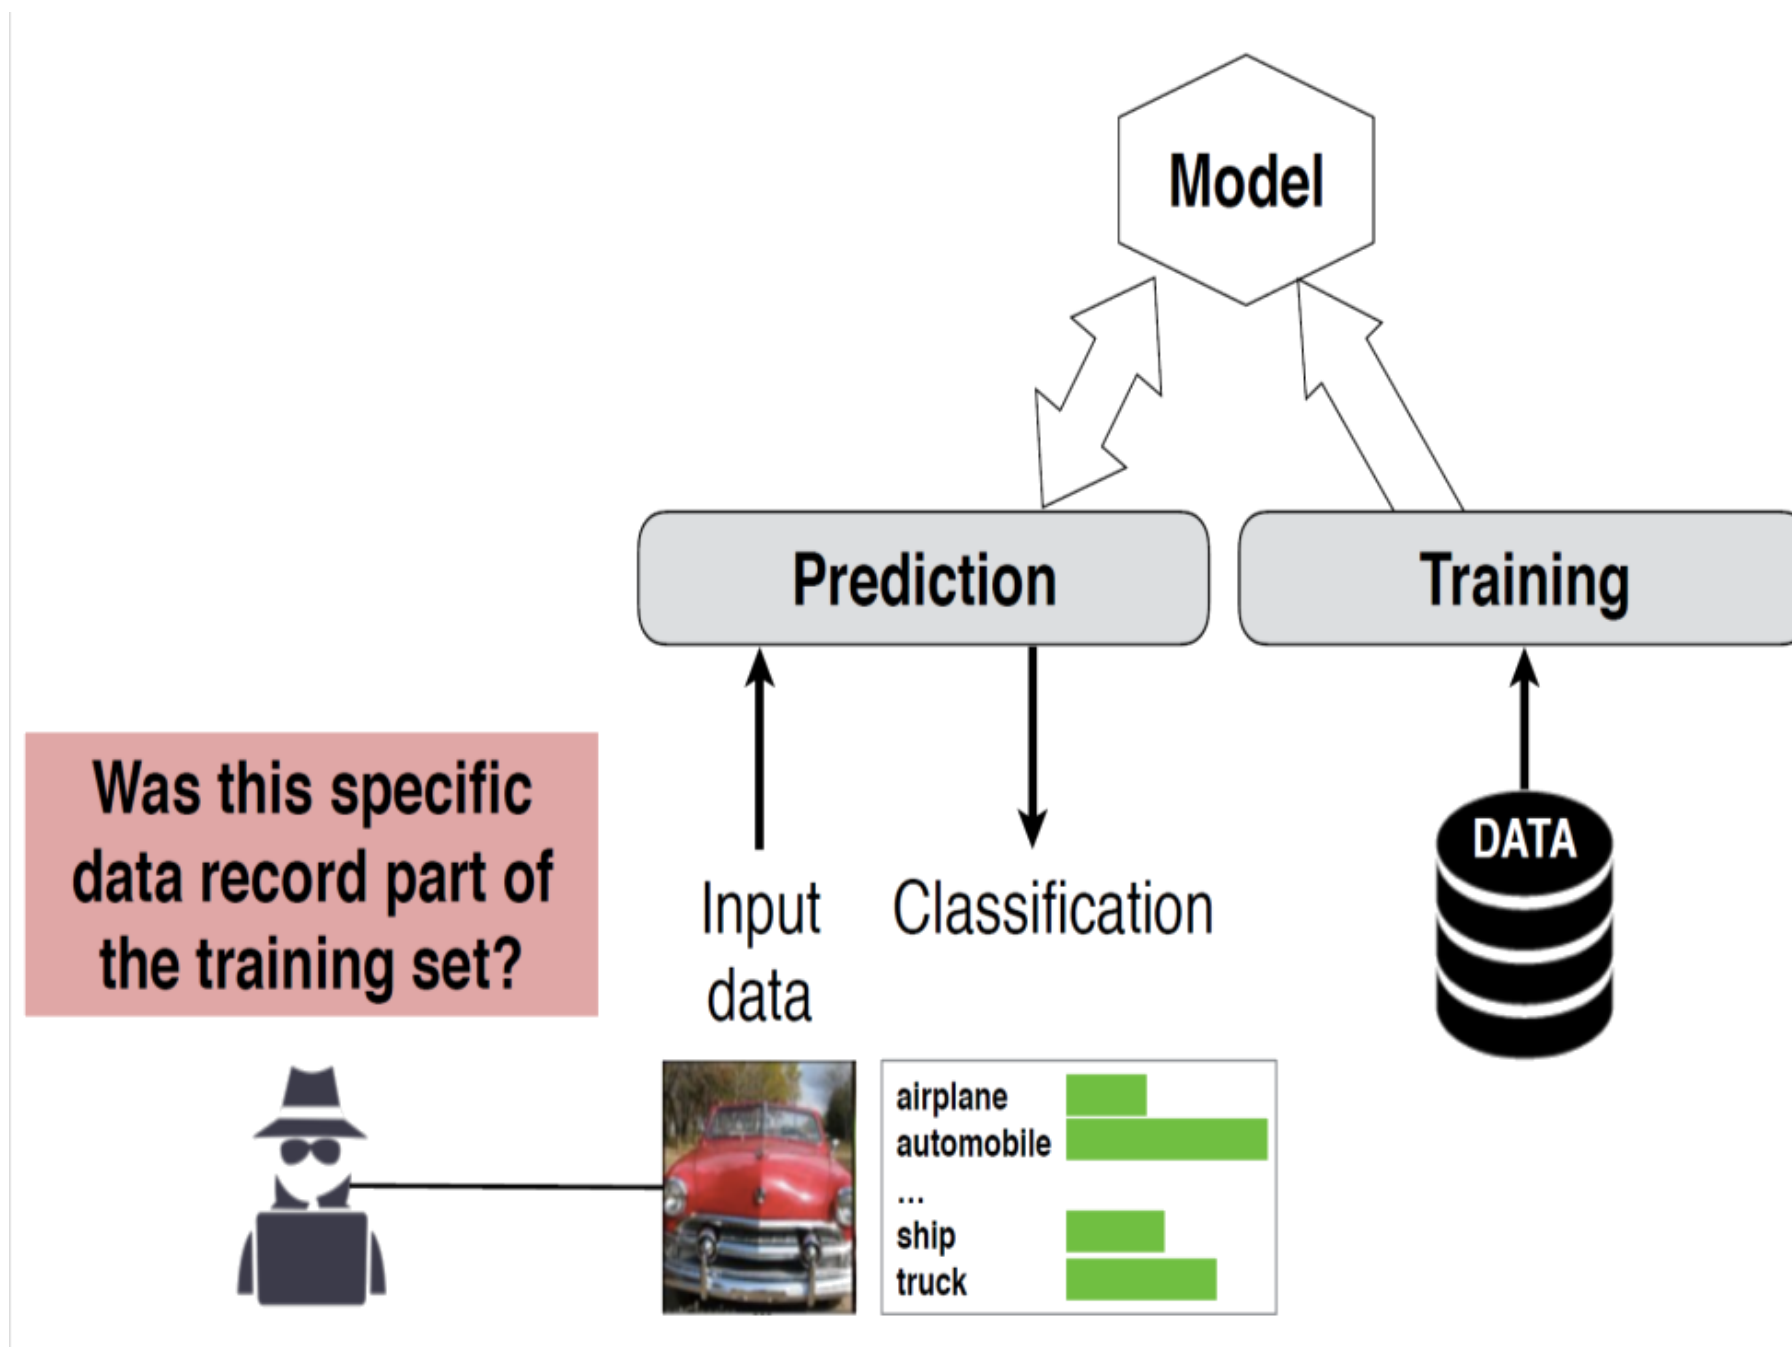 Model
Prediction
Training
Was this specific
data record part of
the training set?
Input
data
Classification
DATA
airplane
automobile
...
ship
truck